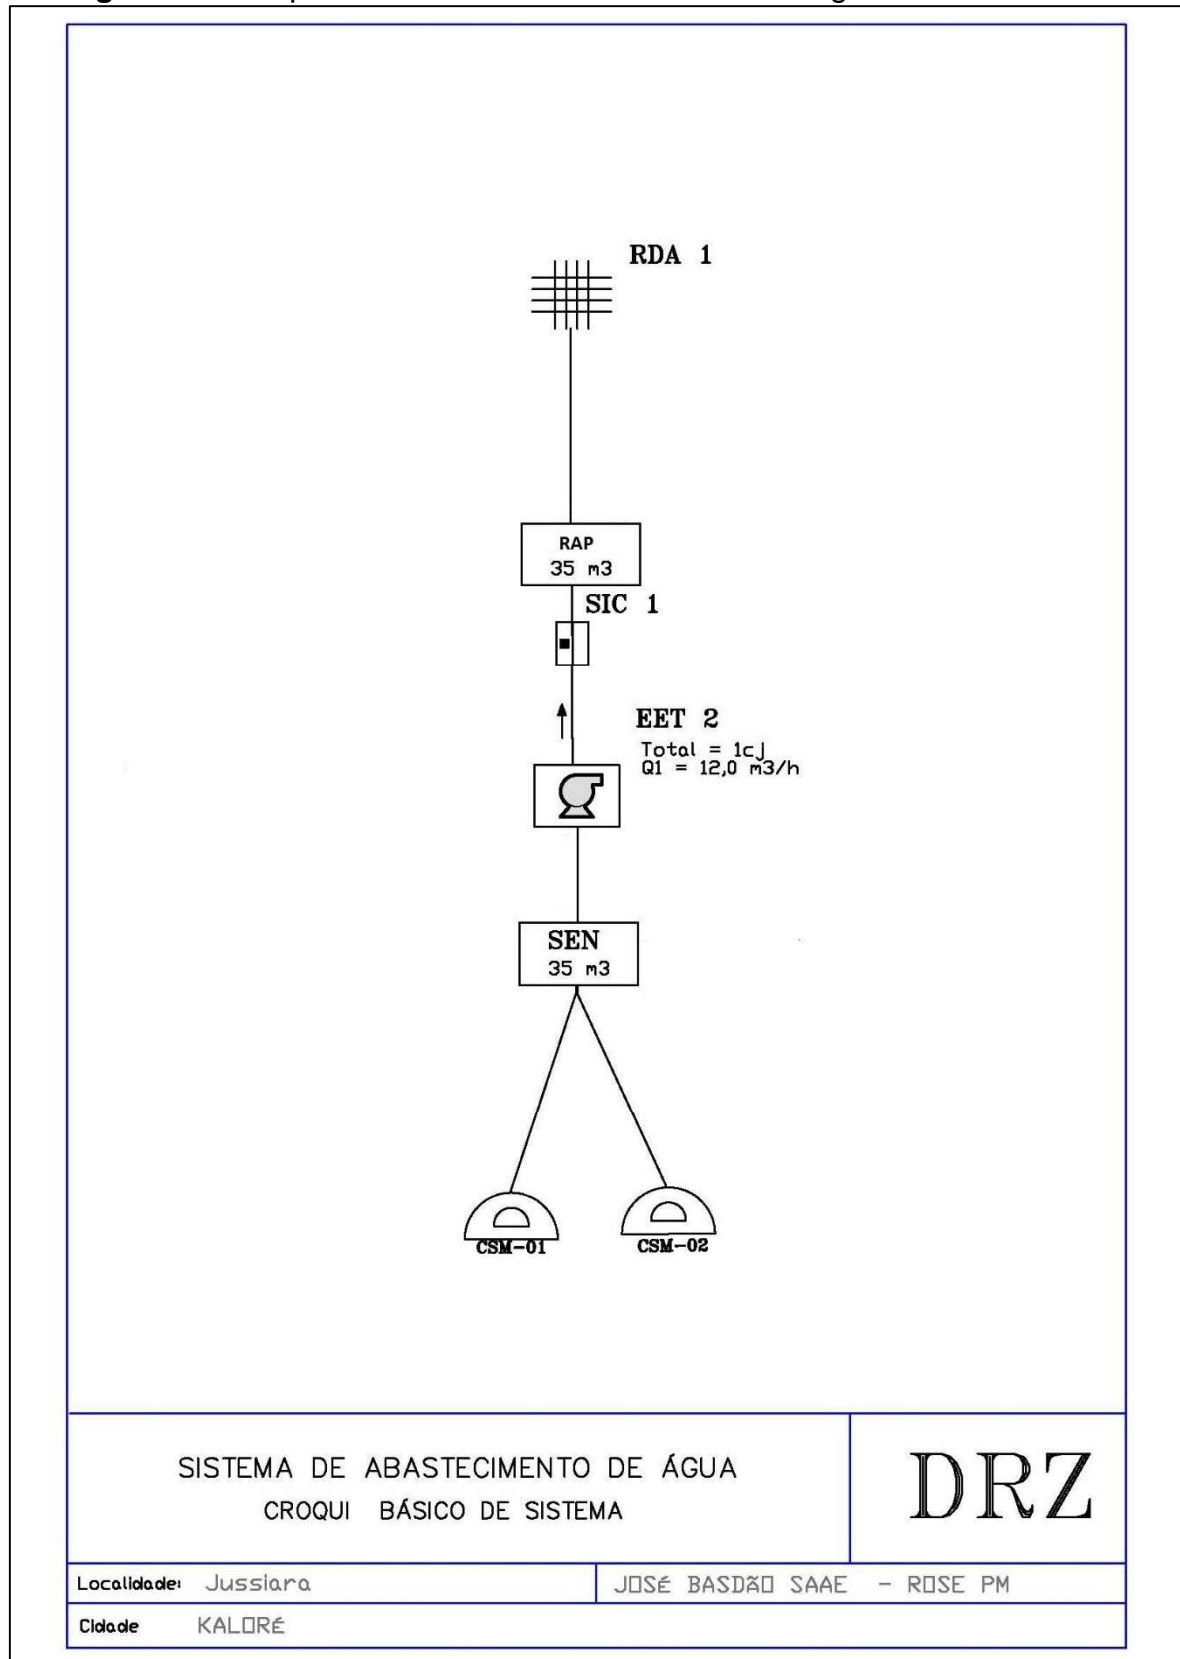 RDA 1
RAP
35 m3
SIC 1
EET 2
Total = 1cj
Q1 = 12,0 m3/h
SEN
35 m3
CSM-01
CSM-02
SISTEMA DE ABASTECIMENTO DE ÁGUA
CROQUI BÁSICO DE SISTEMA
DRZ
Localidade: Jussiara
JOSÉ BASDÃO SAAE - ROSE PM
Cidade KALORÉ